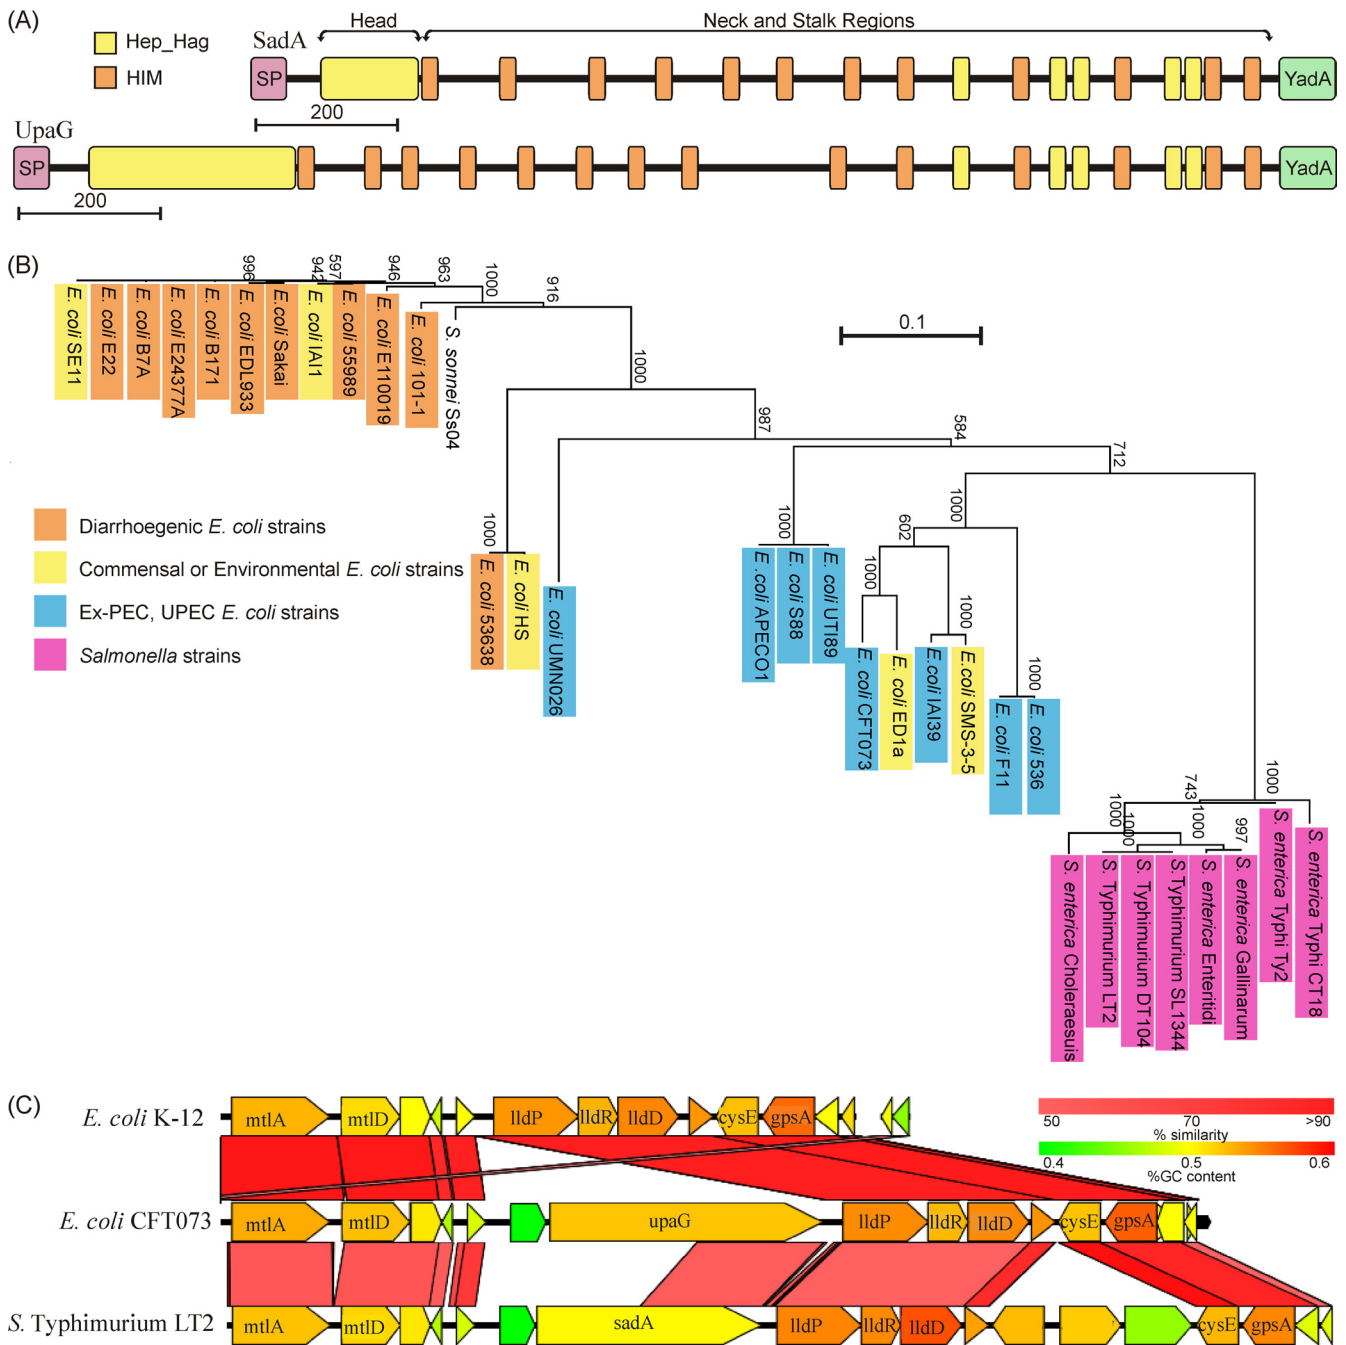 (A)
Head
Neck and Stalk Regions
Hep_Hag
HIM
SadA
SP
YadA
200
UpaG
SP
YadA
200
(B)
996
942
597
946
963
1000
916
1000
987
584
712
1000
602
1000
1000
1000
1000
1000
1000
743
1000
1000
1000
997
0.1
E. coli SE11
E. coli E22
E. coli B7A
E. coli E24377A
E. coli B171
E. coli EDL933
E.coli Sakai
E. coli IAI1
E. coli 55989
E. coli E110019
E. coli 101-1
S. sonnei Ss04
E. coli 53638
E. coli HS
E. coli UMN026
E .coli APECO1
E. coli S88
E. coli UTI89
E. coli CFT073
E. coli ED1a
E.coli IAI39
E.coli SMS-3-5
E. coli F11
E. coli 536
S. enterica Choleraesuis
S. Typhimurium LT2
S. Typhimurium DT104
S.Typhimurium SL1344
S. enterica Enteritidi
S. enterica Gallinarum
S. enterica Typhi Ty2
S. enterica Typhi CT18
Diarrhoegenic E. coli strains
Commensal or Environmental E. coli strains
Ex-PEC, UPEC E. coli strains
Salmonella strains
(C)
E. coli K-12
mtlA
mtlD
lldP
lldR
lldD
cysE
gpsA
50
70
>90
% similarity
0.4
0.5
0.6
%GC content
E. coli CFT073
mtlA
mtlD
upaG
lldP
lldR
lldD
cysE
gpsA
S. Typhimurium LT2
mtlA
mtlD
sadA
lldP
lldR
lldD
cysE
gpsA